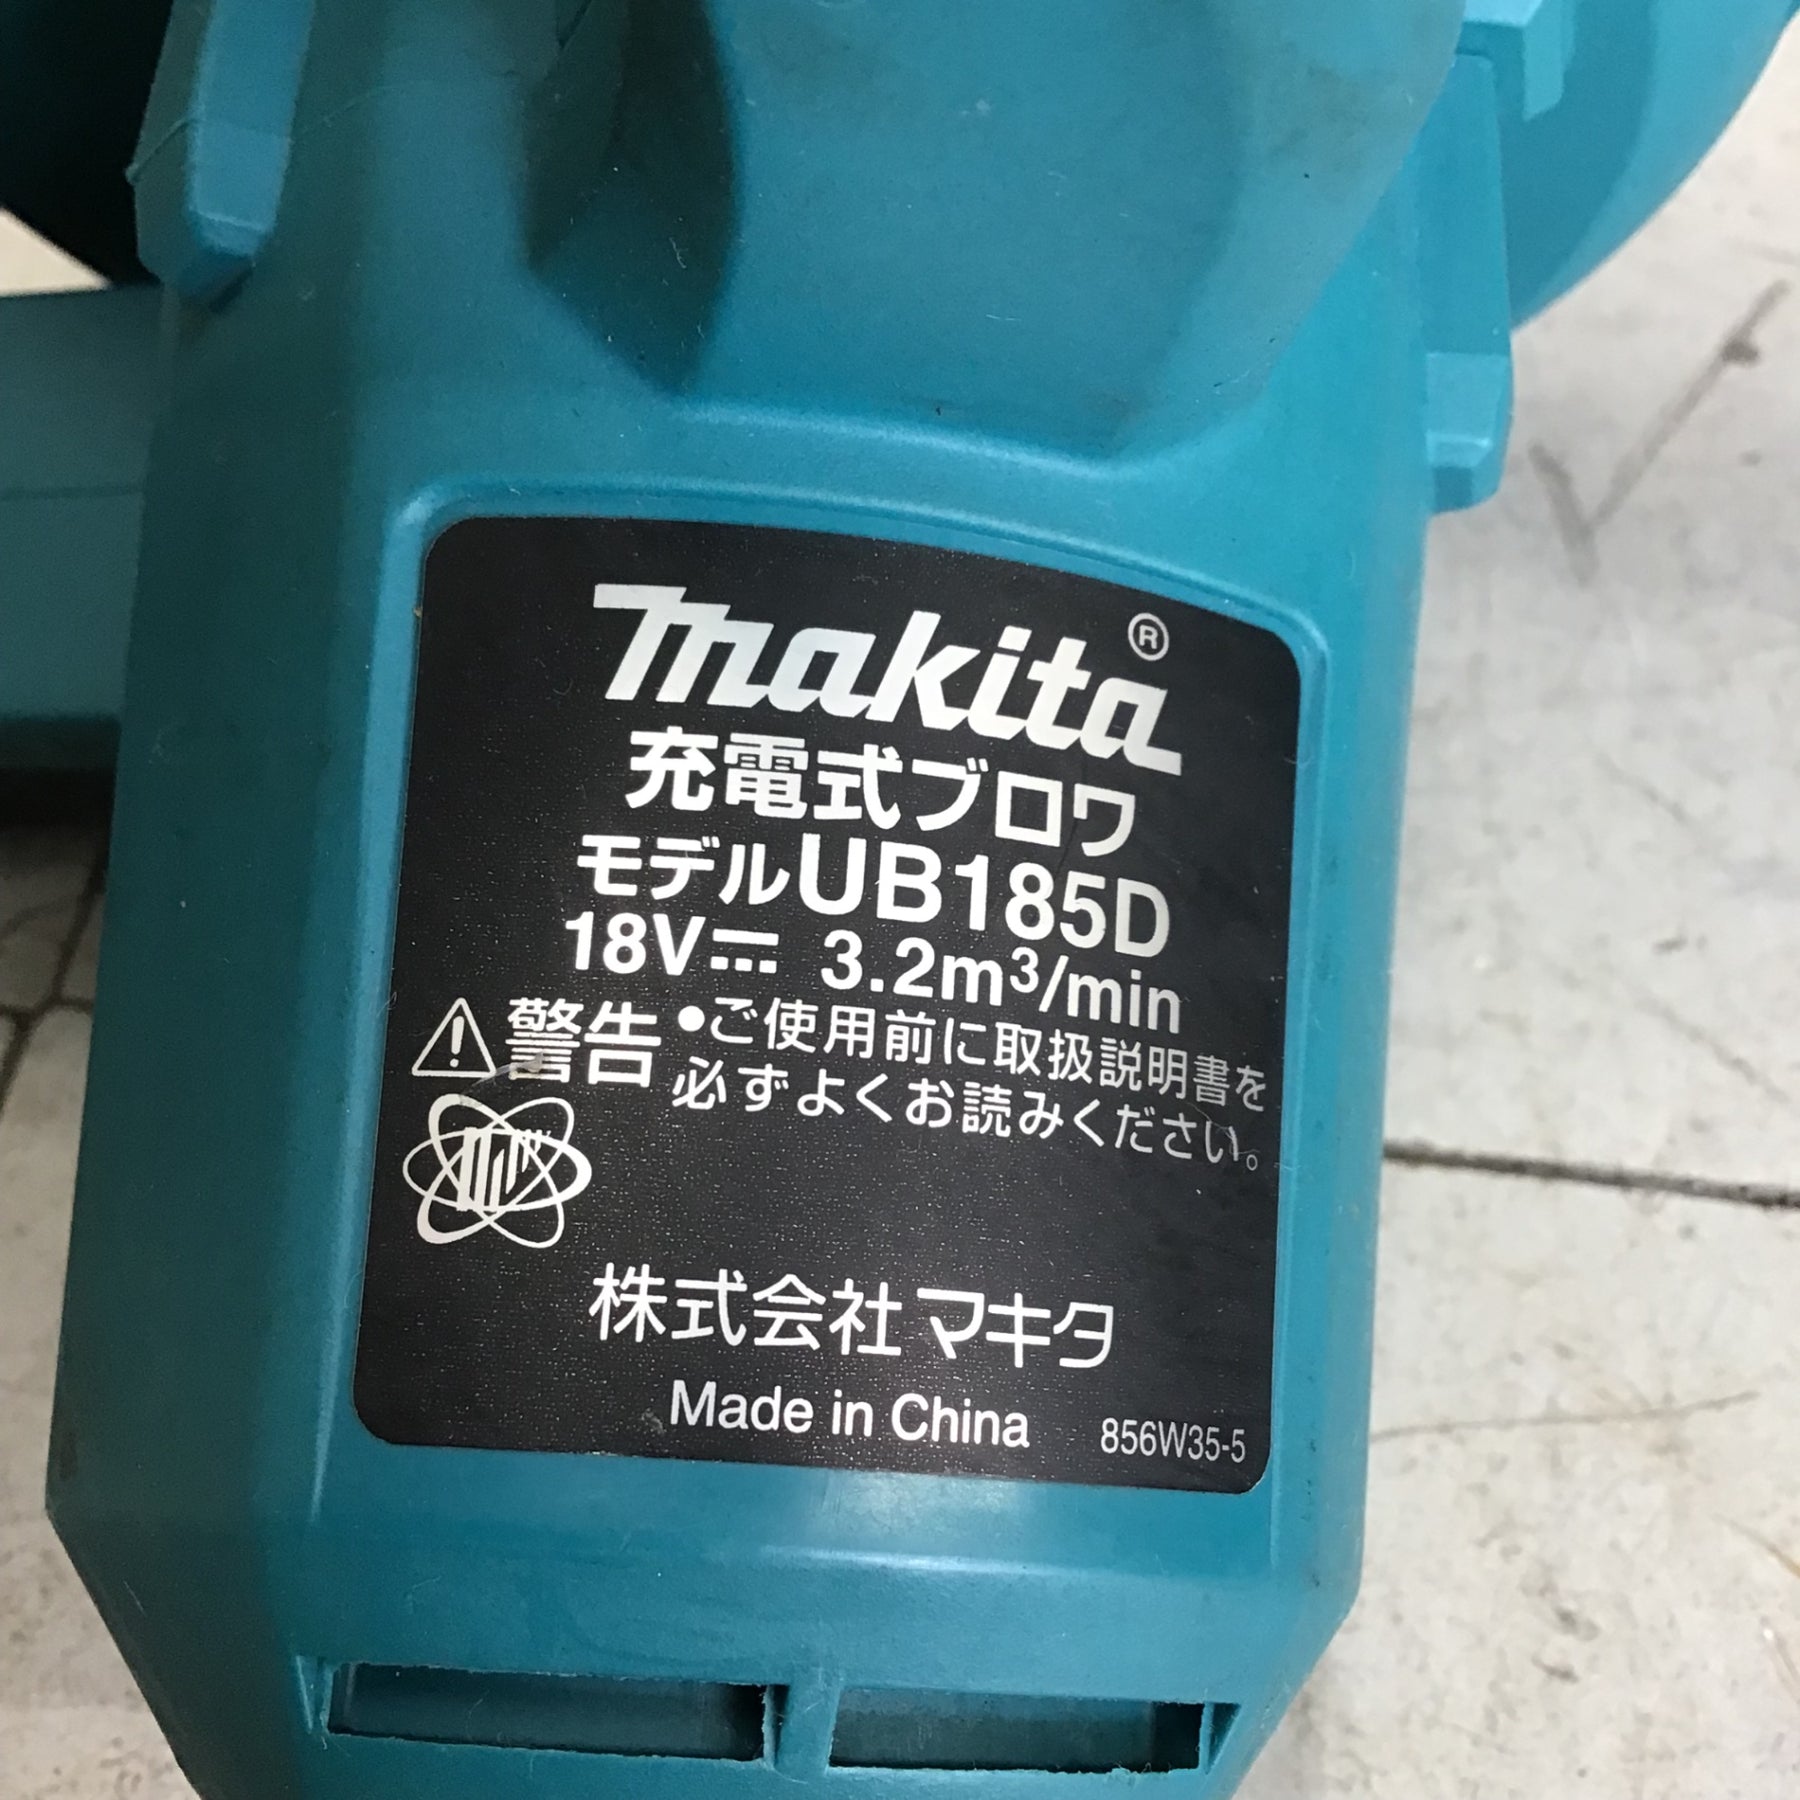 makita®
充電式ブロワ
モデルUB185D
18V⎓ 3.2m³/min
⚠警告 •ご使用前に取扱説明書を
必ずよくお読みください。
株式会社マキタ
Made in China 856W35-5